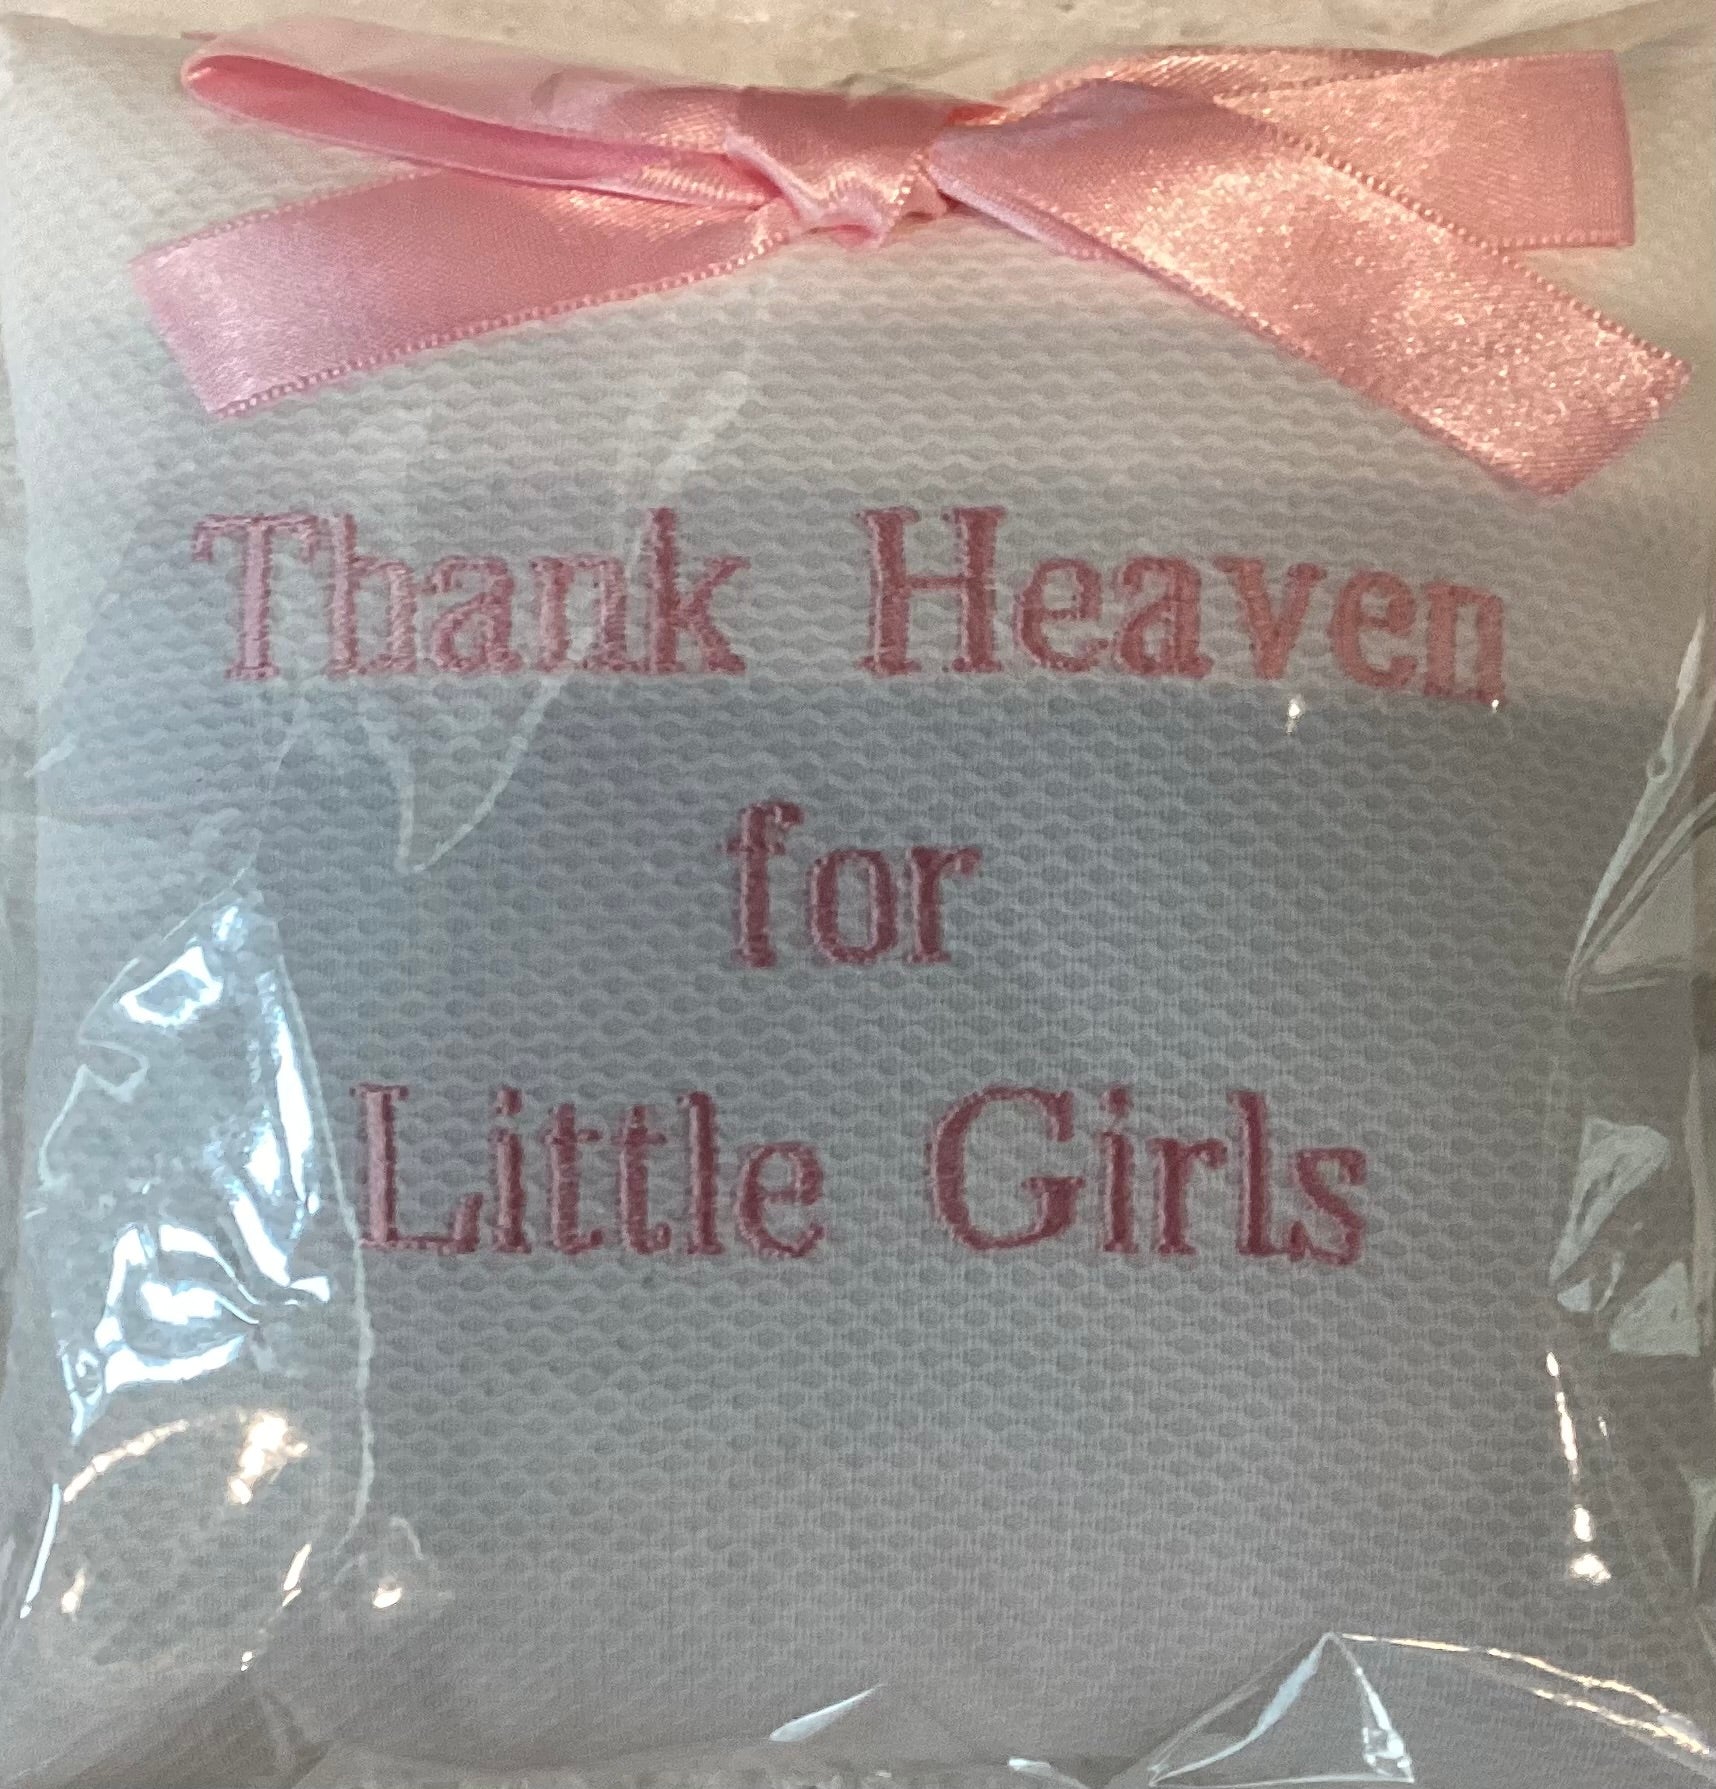 Thank Heaven
for
Little Girls